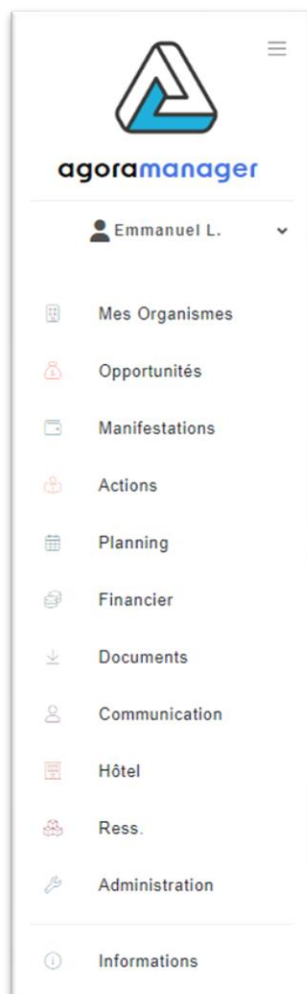 agoramanager
Emmanuel L.
Mes Organismes
Opportunités
Manifestations
Actions
Planning
Financier
Documents
Communication
Hôtel
Ress.
Administration
Informations